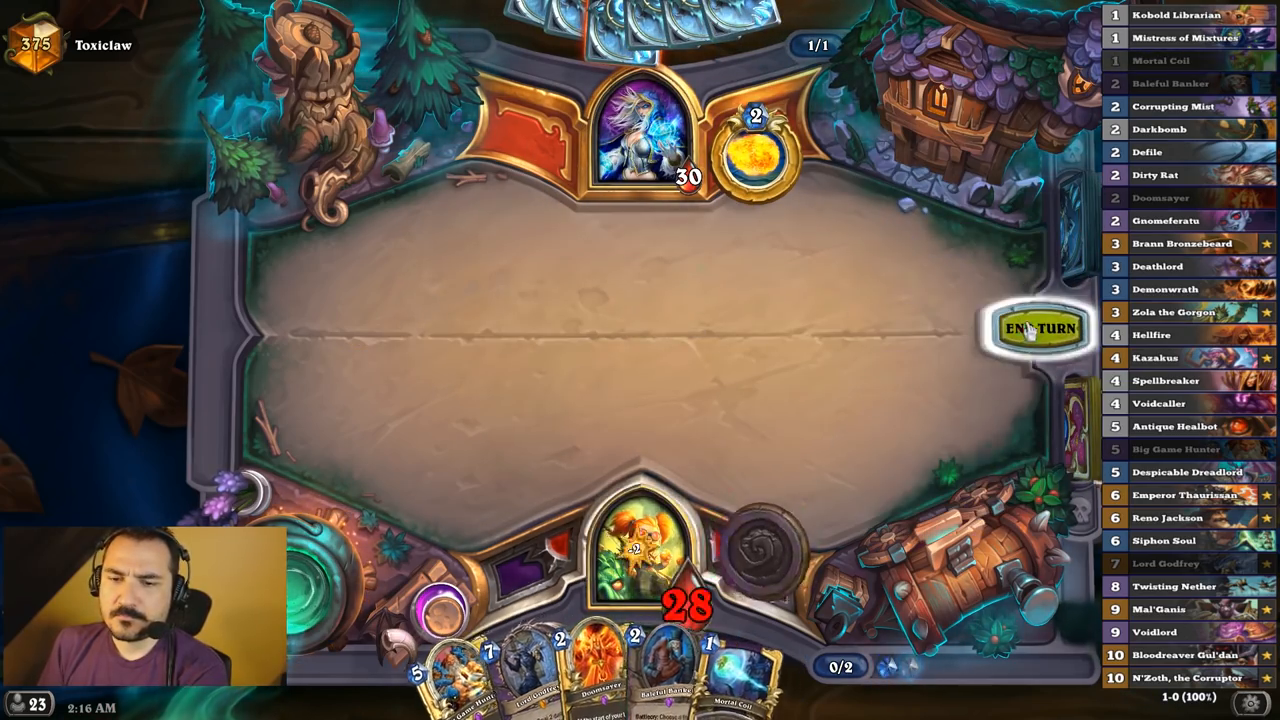 375
Toxiclaw
1/1
2
30
END TURN
-2
28
5
7
2
2
1
Lord Godfrey
Doomsayer
Baleful Banker
Mortal Coil
0/2
23
2:16 AM
1 Kobold Librarian
1 Mistress of Mixtures
1 Mortal Coil
2 Baleful Banker
2 Corrupting Mist
2 Darkbomb
2 Defile
2 Dirty Rat
2 Doomsayer
2 Gnomeferatu
3 Brann Bronzebeard
3 Deathlord
3 Demonwrath
3 Zola the Gorgon
4 Hellfire
4 Kazakus
4 Spellbreaker
4 Voidcaller
5 Antique Healbot
5 Big Game Hunter
5 Despicable Dreadlord
6 Emperor Thaurissan
6 Reno Jackson
6 Siphon Soul
7 Lord Godfrey
8 Twisting Nether
9 Mal'Ganis
9 Voidlord
10 Bloodreaver Gul'dan
10 N'Zoth, the Corruptor
1-0 (100%)